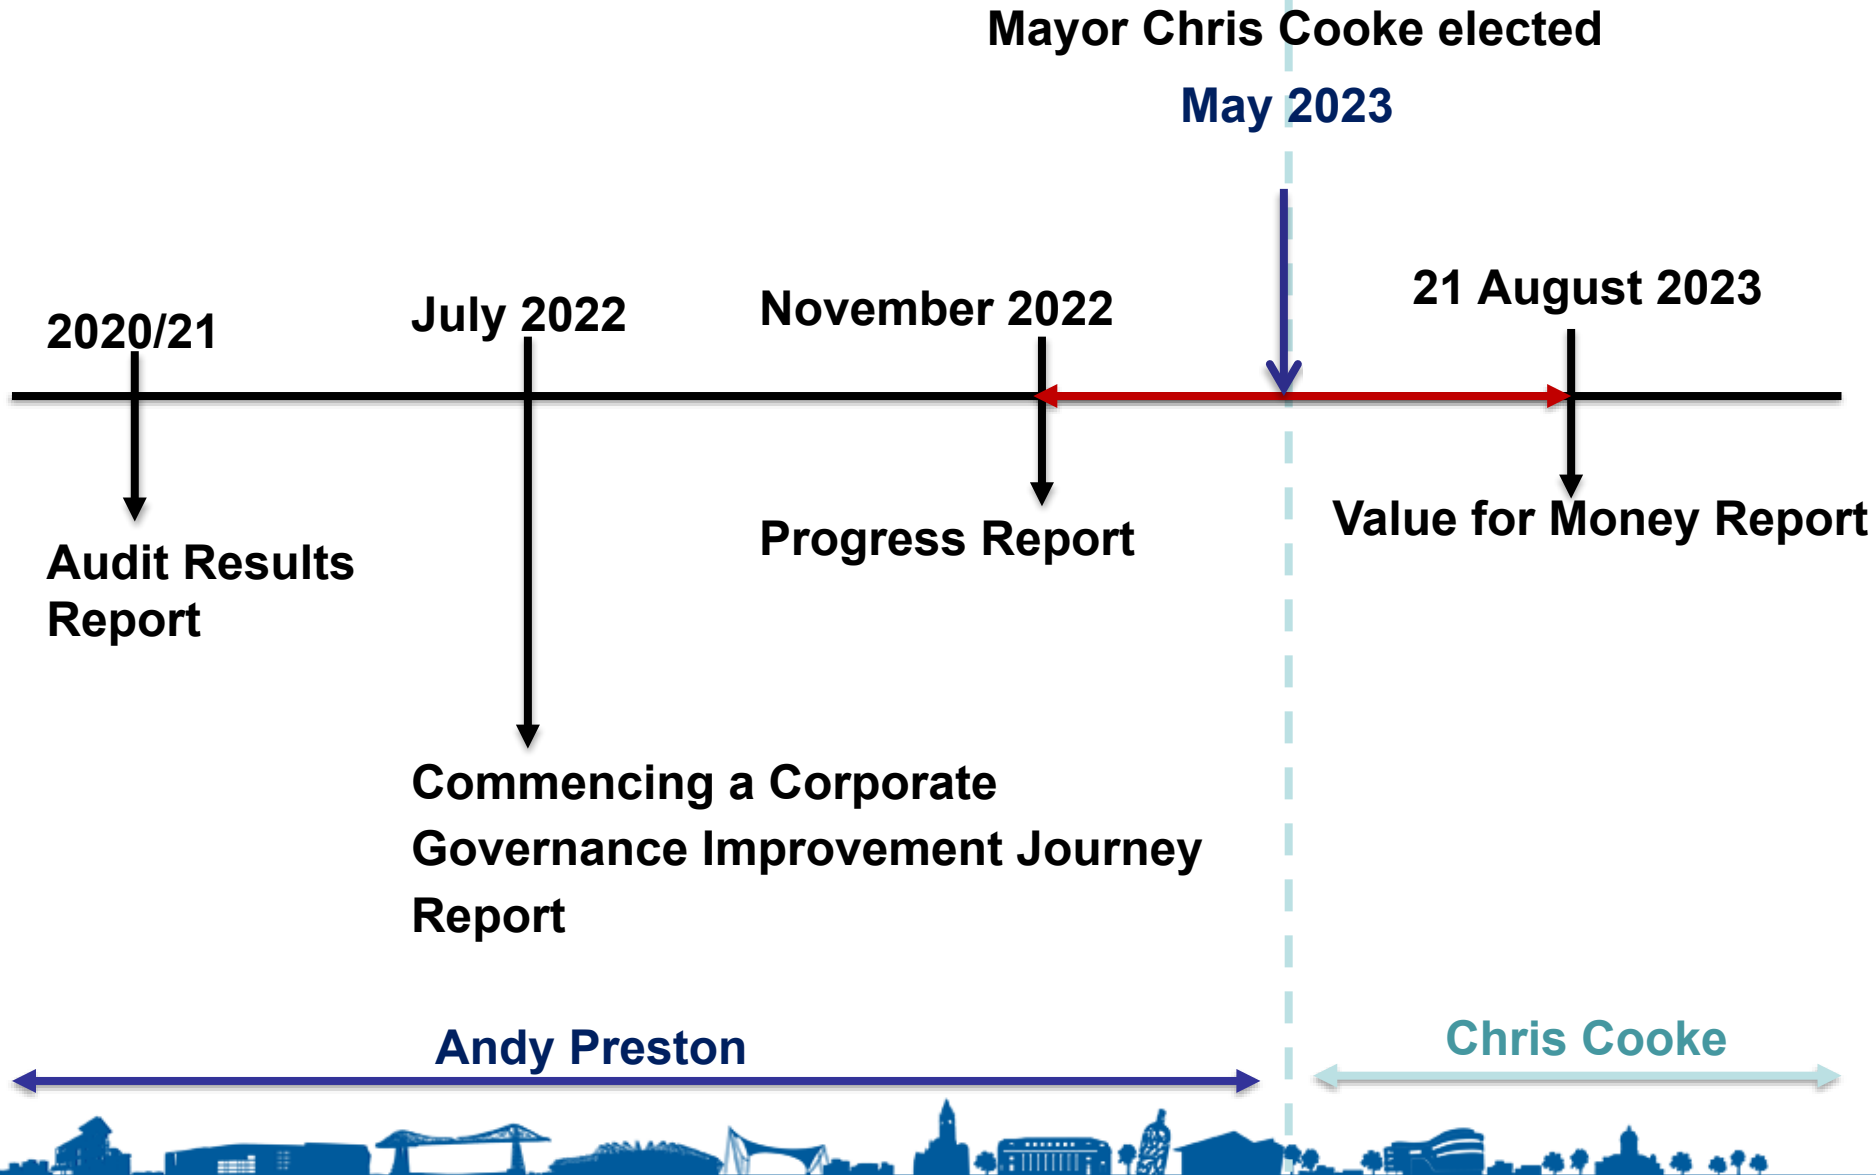 Mayor Chris Cooke elected
May 2023
2020/21
July 2022
November 2022
21 August 2023
Audit Results
Report
Progress Report
Value for Money Report
Commencing a Corporate
Governance Improvement Journey
Report
Andy Preston
Chris Cooke